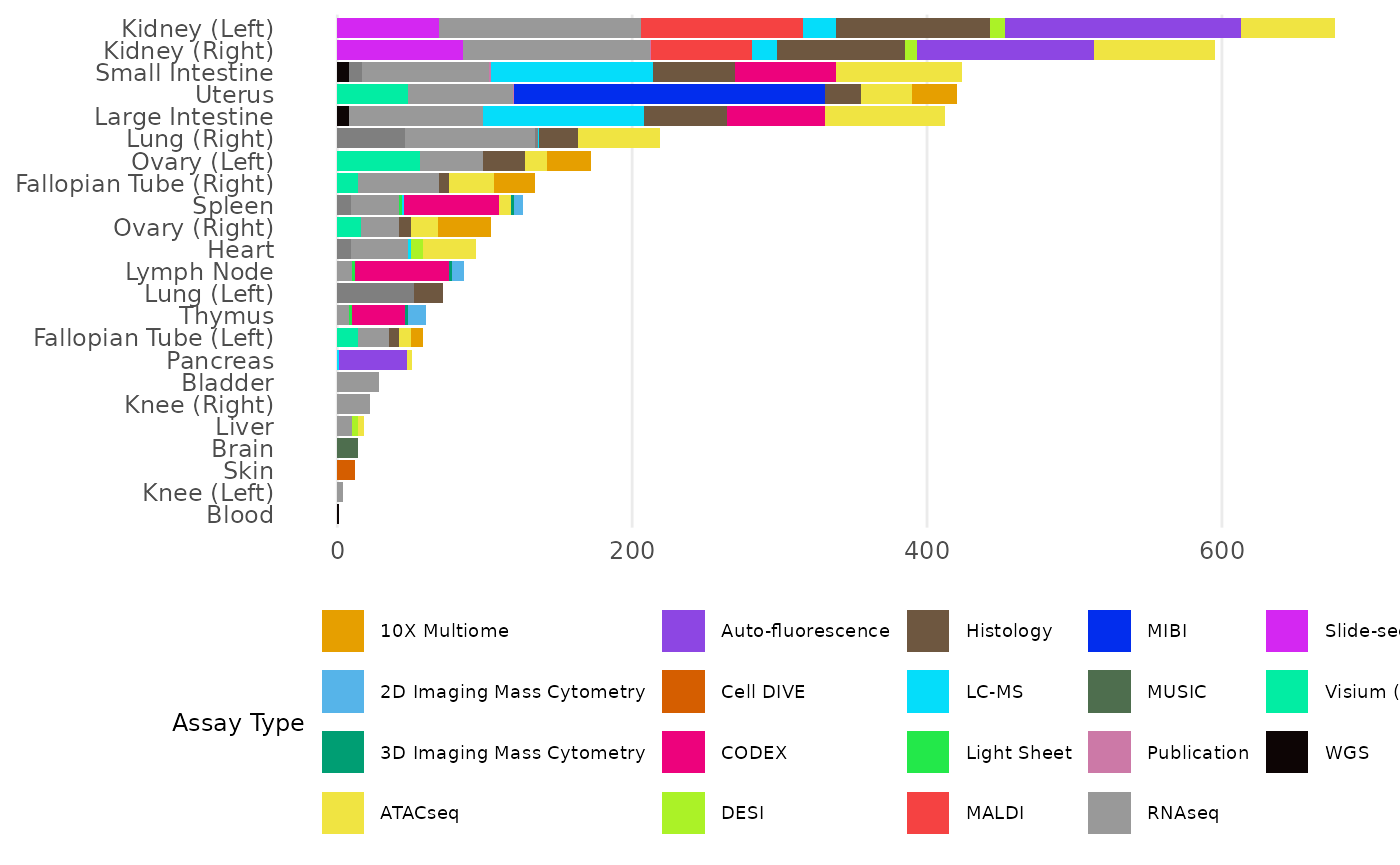 Kidney (Left)
Kidney (Right)
Small Intestine
Uterus
Large Intestine
Lung (Right)
Ovary (Left)
Fallopian Tube (Right)
Spleen
Ovary (Right)
Heart
Lymph Node
Lung (Left)
Thymus
Fallopian Tube (Left)
Pancreas
Bladder
Knee (Right)
Liver
Brain
Skin
Knee (Left)
Blood
0 200 400 600
Assay Type
10X Multiome Auto-fluorescence Histology MIBI
2D Imaging Mass Cytometry Cell DIVE LC-MS MUSIC Visium (
3D Imaging Mass Cytometry CODEX Light Sheet Publication WGS
ATACseq DESI MALDI RNAseq